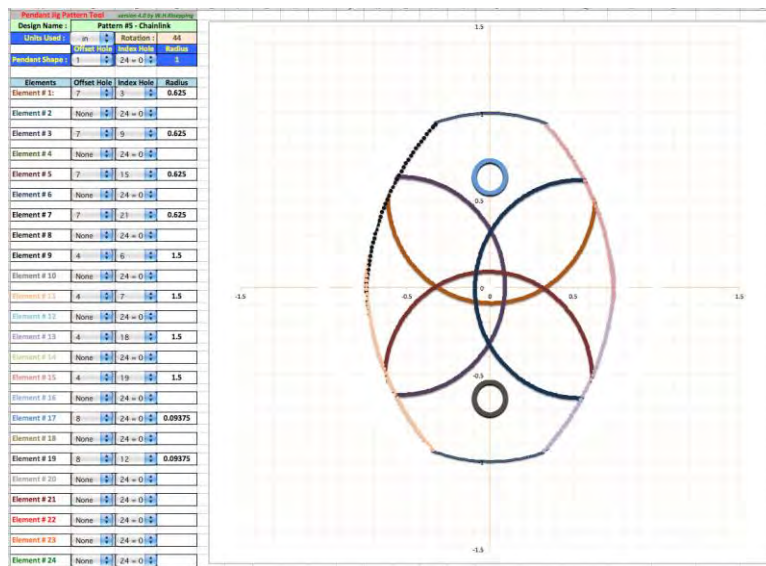 Pendant Jig Pattern Tool version 4.0 by W.H.Kloepping
Design Name : Pattern #5 - Chainlink
Units Used : in Rotation : 44
Offset Hole Index Hole Radius
Pendant Shape : 1 24 = 0 1
Elements Offset Hole Index Hole Radius
Element # 1: 7 3 0.625
Element # 2 None 24 = 0
Element # 3 7 9 0.625
Element # 4 None 24 = 0
Element # 5 7 15 0.625
Element # 6 None 24 = 0
Element # 7 7 21 0.625
Element # 8 None 24 = 0
Element # 9 4 6 1.5
Element # 10 None 24 = 0
Element # 11 4 7 1.5
Element # 12 None 24 = 0
Element # 13 4 18 1.5
Element # 14 None 24 = 0
Element # 15 4 19 1.5
Element # 16 None 24 = 0
Element # 17 8 24 = 0 0.09375
Element # 18 None 24 = 0
Element # 19 8 12 0.09375
Element # 20 None 24 = 0
Element # 21 None 24 = 0
Element # 22 None 24 = 0
Element # 23 None 24 = 0
Element # 24 None 24 = 0
1.5
1
0.5
-1.5 -0.5 0 0 0.5 1.5
-0.5
-1
-1.5